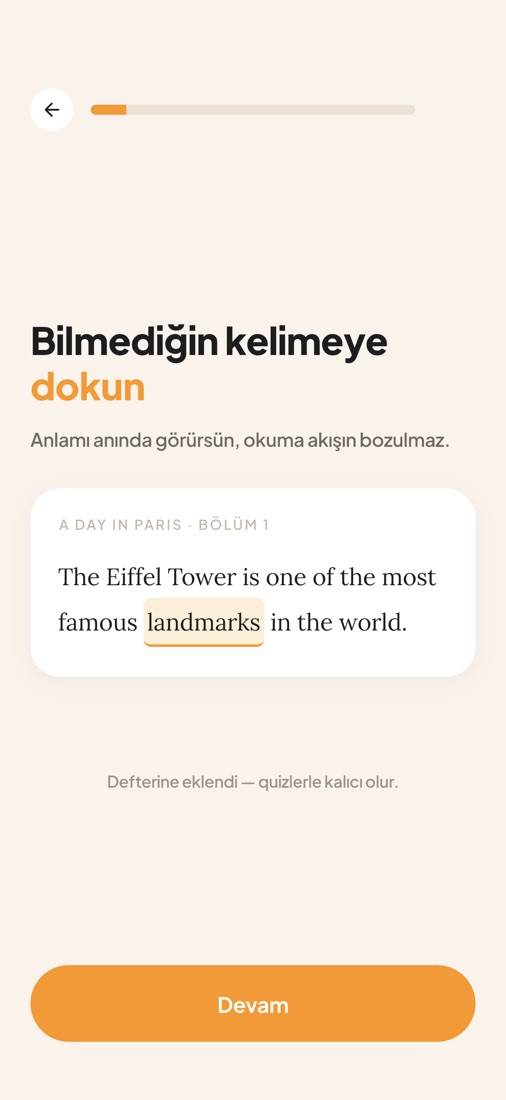 Bilmediğin kelimeye
dokun
Anlamı anında görürsün, okuma akışın bozulmaz.
A DAY IN PARIS · BÖLÜM 1
The Eiffel Tower is one of the most
famous landmarks in the world.
Defterine eklendi — quizlerle kalıcı olur.
Devam